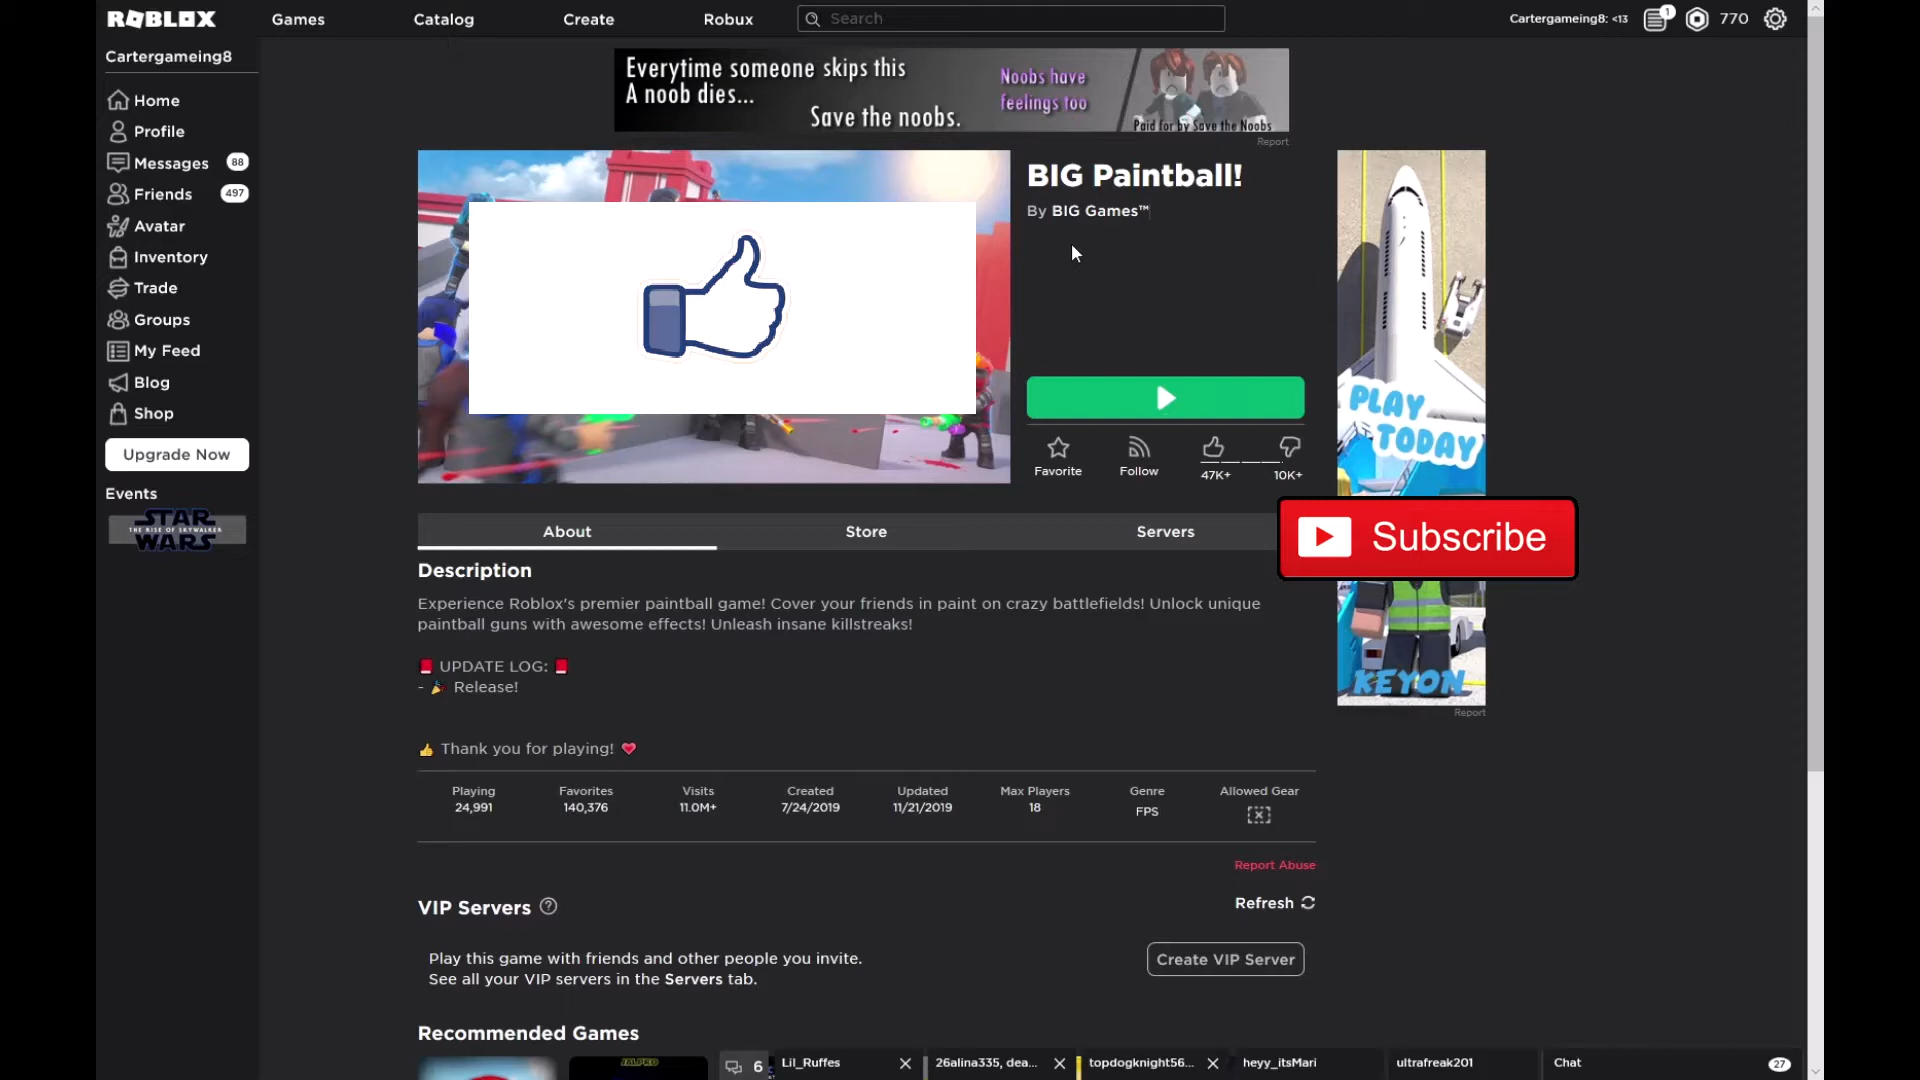 ROBLOX
Games
Catalog
Create
Robux
Search
Cartergameing8: <13
1
770
Cartergameing8
Home
Profile
Messages 88
Friends 497
Avatar
Inventory
Trade
Groups
My Feed
Blog
Shop
Upgrade Now
Events
STAR
THE RISE OF SKYWALKER
WARS
Everytime someone skips this
A noob dies...
Save the noobs.
Noobs have
feelings too
Paid for by Save the Noobs
Report
BIG Paintball!
By BIG Games™
Favorite
Follow
47K+
10K+
PLAY
TODAY
KEYON
Report
Subscribe
About
Store
Servers
Description
Experience Roblox's premier paintball game! Cover your friends in paint on crazy battlefields! Unlock unique
paintball guns with awesome effects! Unleash insane killstreaks!
📕 UPDATE LOG: 📕
- 🎉 Release!
👍 Thank you for playing! ❤
Playing
24,991
Favorites
140,376
Visits
11.0M+
Created
7/24/2019
Updated
11/21/2019
Max Players
18
Genre
FPS
Allowed Gear
Report Abuse
VIP Servers
Refresh
Play this game with friends and other people you invite.
See all your VIP servers in the Servers tab.
Create VIP Server
Recommended Games
6
Lil_Ruffes
26alina335, dea...
topdogknight56...
heyy_itsMari
ultrafreak201
Chat
27